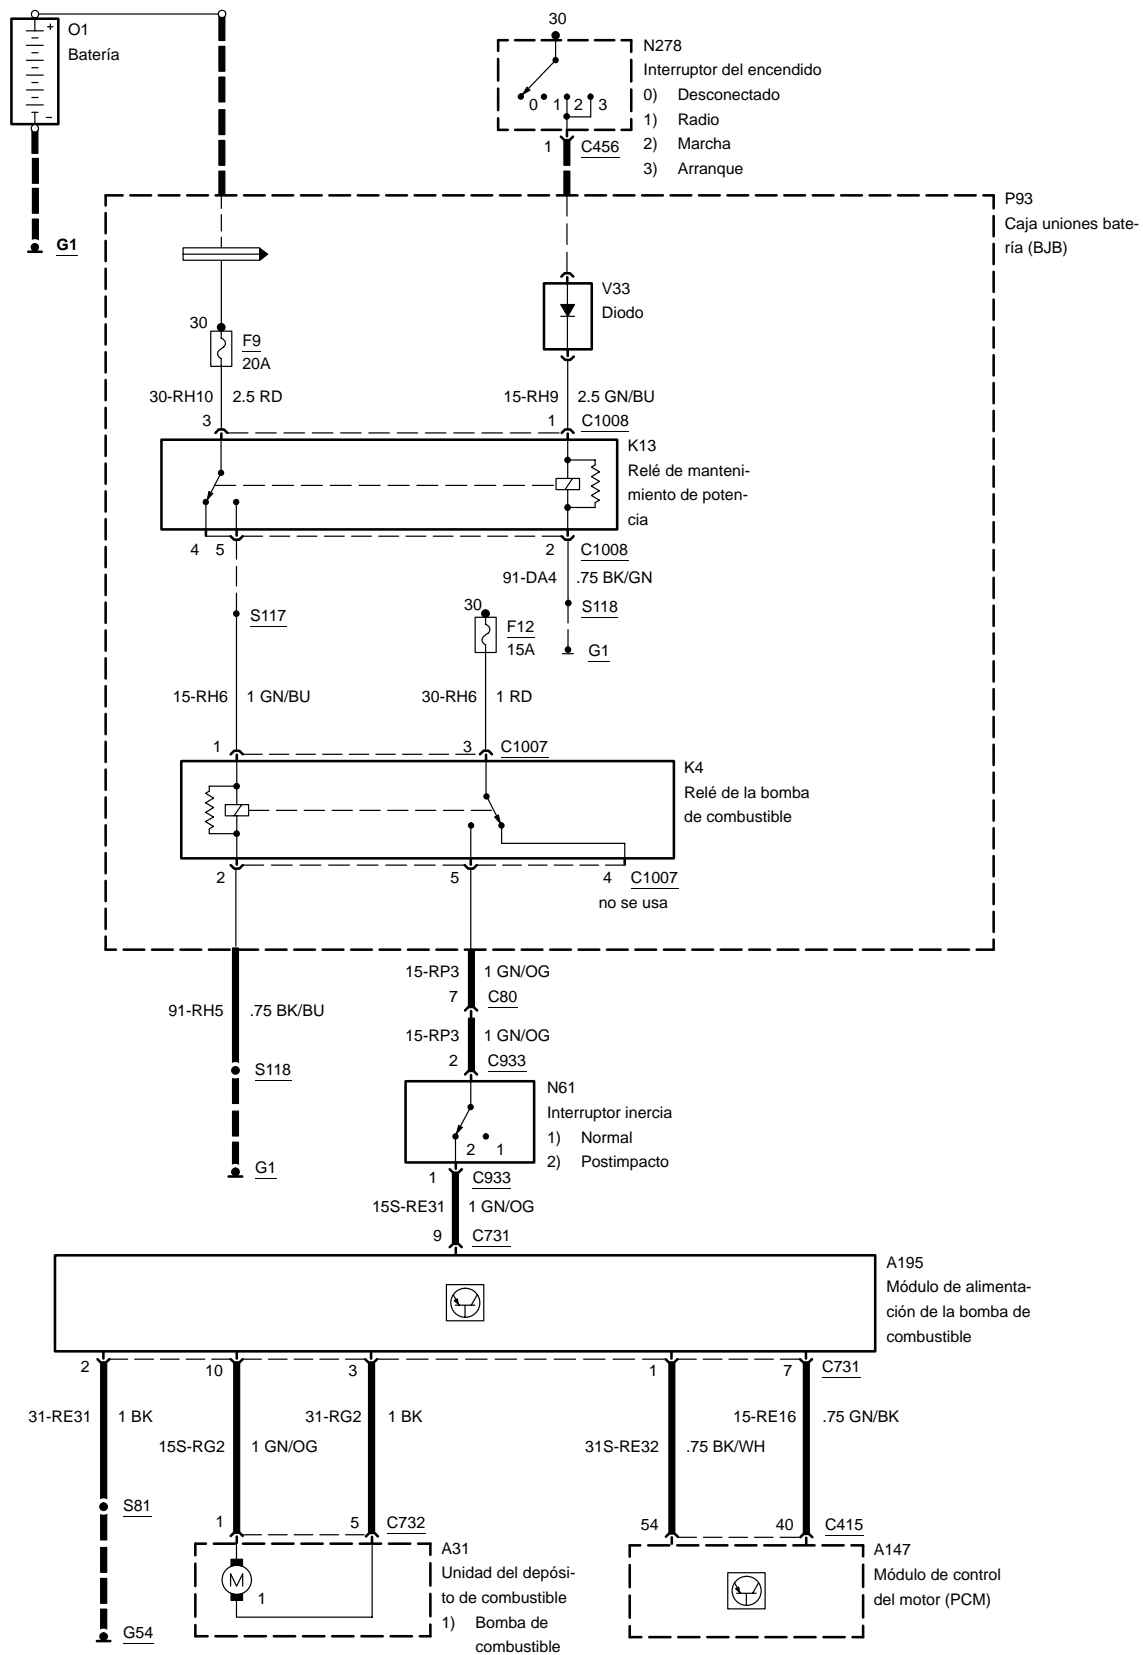 O1
Batería
+
–
G1
30
0 1 2 3
N278
Interruptor del encendido
0) Desconectado
1) Radio
2) Marcha
3) Arranque
1 C456
P93
Caja uniones bate-
ría (BJB)
V33
Diodo
30
F9
20A
30-RH10 2.5 RD
15-RH9 2.5 GN/BU
3
1 C1008
K13
Relé de manteni-
miento de poten-
cia
4 5
2 C1008
91-DA4 .75 BK/GN
S118
G1
S117
30
F12
15A
15-RH6 1 GN/BU
30-RH6 1 RD
1
3 C1007
K4
Relé de la bomba
de combustible
2
5
4 C1007
no se usa
15-RP3 1 GN/OG
7 C80
91-RH5 .75 BK/BU
15-RP3 1 GN/OG
2 C933
S118
G1
N61
Interruptor inercia
1) Normal
2) Postimpacto
2 1
1 C933
15S-RE31 1 GN/OG
9 C731
A195
Módulo de alimenta-
ción de la bomba de
combustible
2
10
3
1
7 C731
31-RE31 1 BK
31-RG2 1 BK
15-RE16 .75 GN/BK
15S-RG2 1 GN/OG
31S-RE32 .75 BK/WH
S81
1
5 C732
54
40 C415
M
1
A31
Unidad del depósi-
to de combustible
1) Bomba de
combustible
A147
Módulo de control
del motor (PCM)
G54